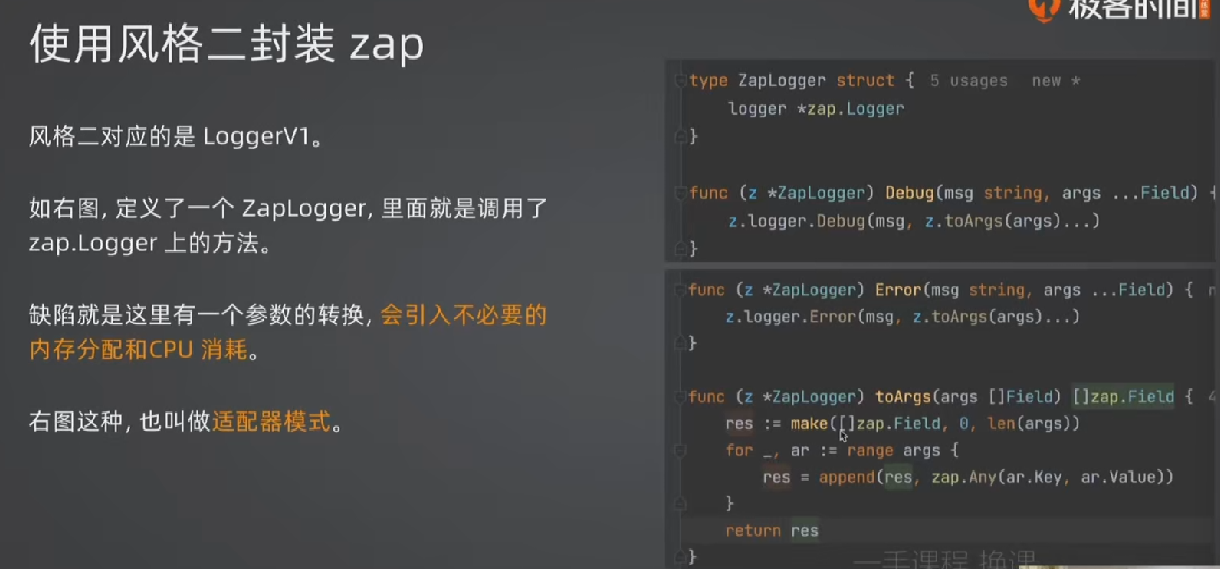 极客时间
使用风格二封装 zap
风格二对应的是 LoggerV1。
如右图, 定义了一个 ZapLogger, 里面就是调用了
zap.Logger 上的方法。
缺陷就是这里有一个参数的转换, 会引入不必要的
内存分配和CPU 消耗。
右图这种, 也叫做适配器模式。
type ZapLogger struct { 5 usages new *
logger *zap.Logger
}
func (z *ZapLogger) Debug(msg string, args ...Field) {
z.logger.Debug(msg, z.toArgs(args)...)
}
func (z *ZapLogger) Error(msg string, args ...Field) {
z.logger.Error(msg, z.toArgs(args)...)
}
func (z *ZapLogger) toArgs(args []Field) []zap.Field { 4
res := make([]zap.Field, 0, len(args))
for _, ar := range args {
res = append(res, zap.Any(ar.Key, ar.Value))
}
return res
}
一手课程 换课